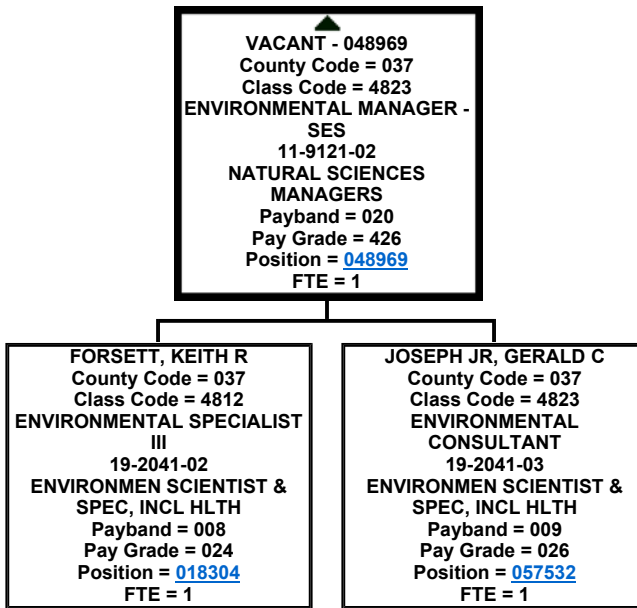 VACANT - 048969
County Code = 037
Class Code = 4823
ENVIRONMENTAL MANAGER -
SES
11-9121-02
NATURAL SCIENCES
MANAGERS
Payband = 020
Pay Grade = 426
Position = 048969
FTE = 1
FORSETT, KEITH R
County Code = 037
Class Code = 4812
ENVIRONMENTAL SPECIALIST
III
19-2041-02
ENVIRONMEN SCIENTIST &
SPEC, INCL HLTH
Payband = 008
Pay Grade = 024
Position = 018304
FTE = 1
JOSEPH JR, GERALD C
County Code = 037
Class Code = 4823
ENVIRONMENTAL
CONSULTANT
19-2041-03
ENVIRONMEN SCIENTIST &
SPEC, INCL HLTH
Payband = 009
Pay Grade = 026
Position = 057532
FTE = 1